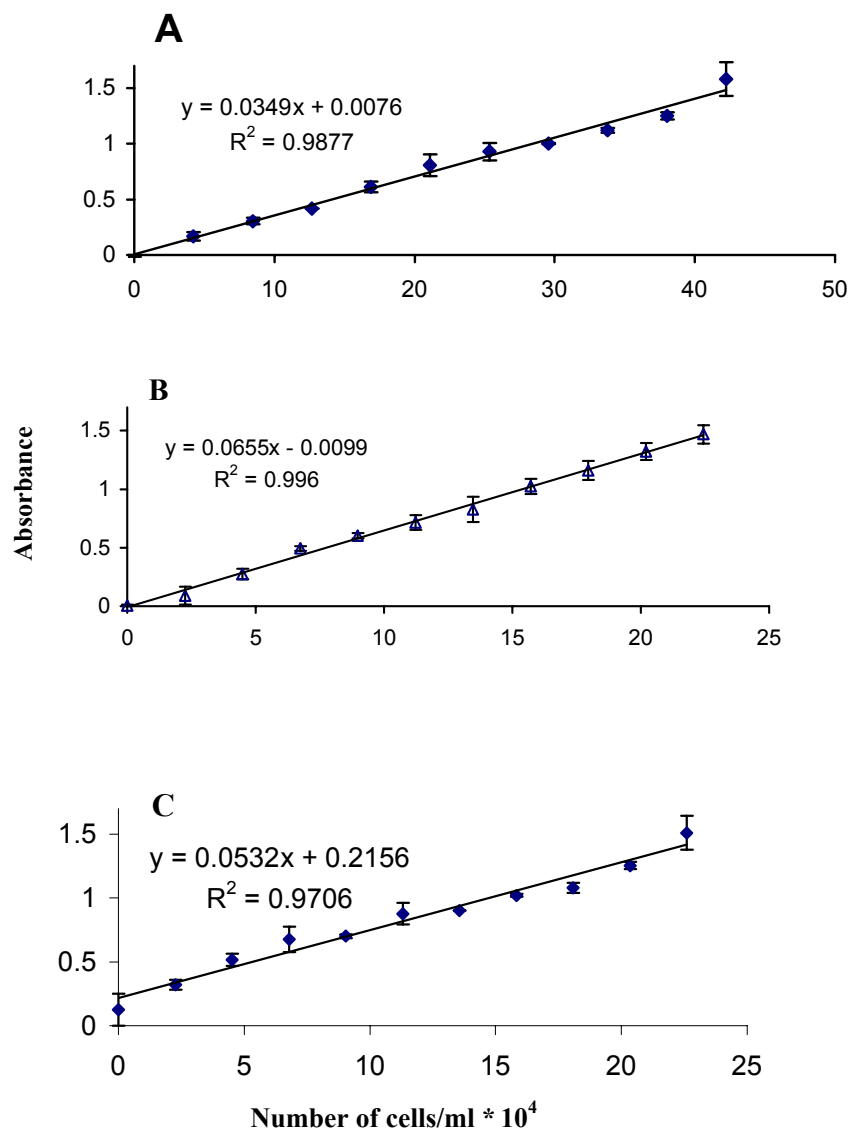 A
y = 0.0349x + 0.0076
R² = 0.9877
1.5
1
0.5
0
0 10 20 30 40 50
B
y = 0.0655x - 0.0099
R² = 0.996
1.5
1
0.5
0
0 5 10 15 20 25
Absorbance
C
y = 0.0532x + 0.2156
R² = 0.9706
1.5
1
0.5
0
0 5 10 15 20 25
Number of cells/ml * 10⁴